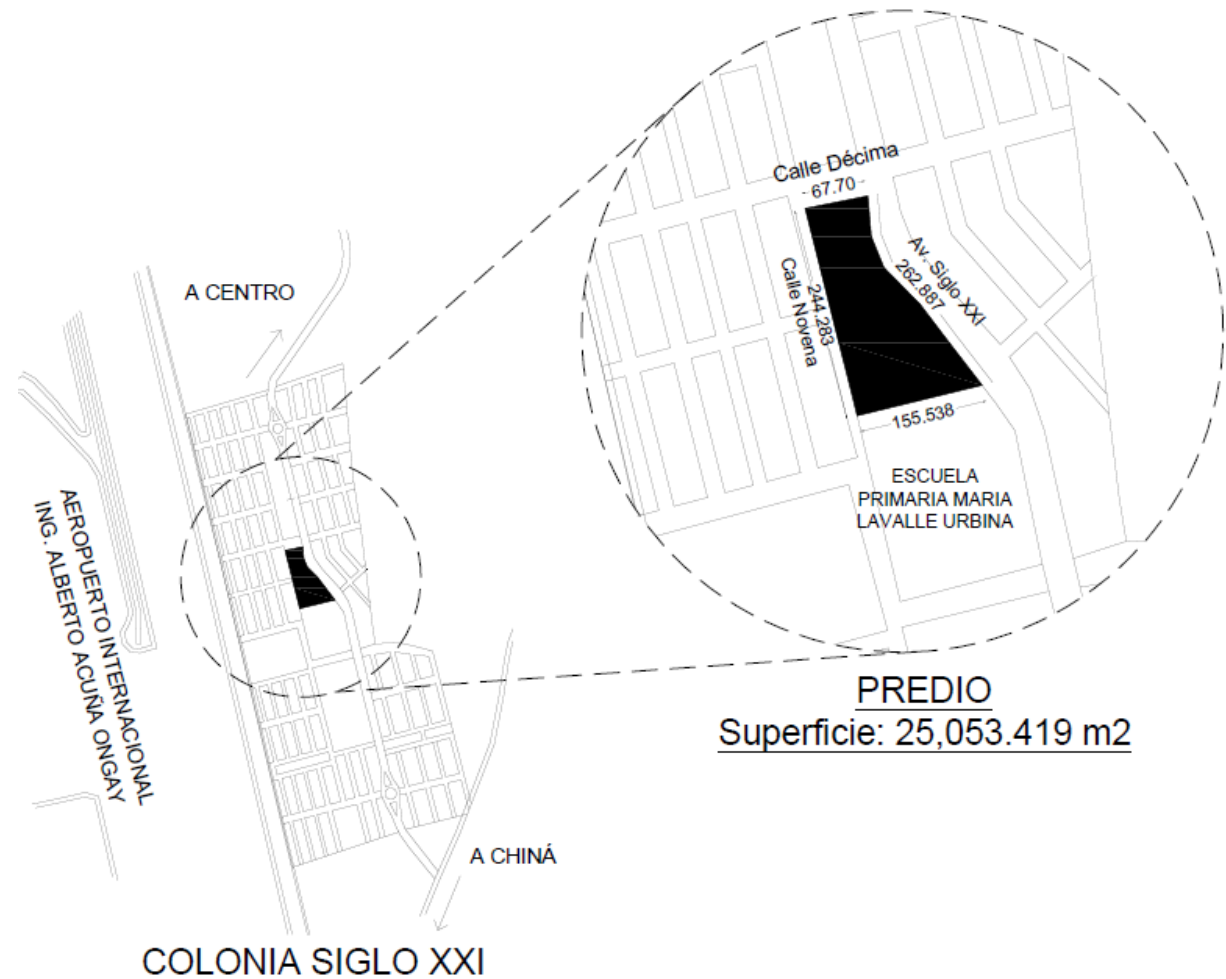 Calle Décima
67.70
Av. Siglo XXI
262.887
244.283
Calle Novena
155.538
ESCUELA
PRIMARIA MARIA
LAVALLE URBINA
A CENTRO
AEROPUERTO INTERNACIONAL
ING. ALBERTO ACUÑA ONGAY
PREDIO
Superficie: 25,053.419 m2
A CHINÁ
COLONIA SIGLO XXI